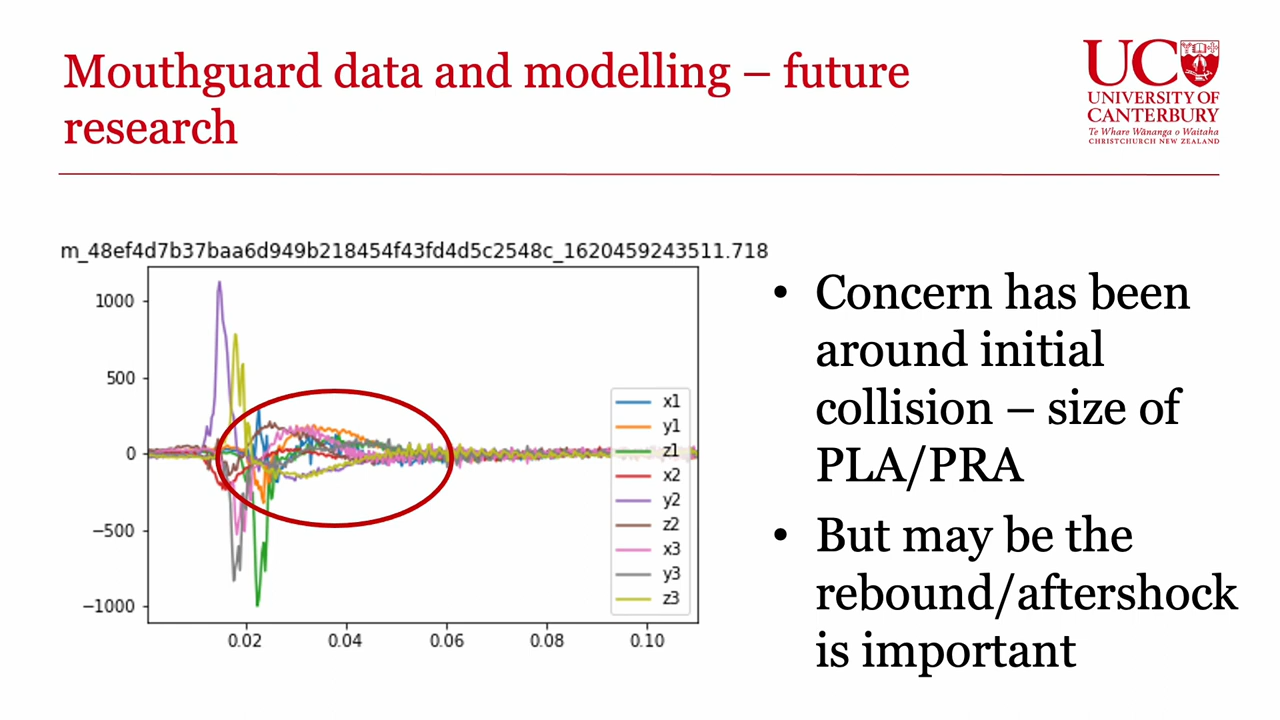 Mouthguard data and modelling – future
research
UC
UNIVERSITY OF
CANTERBURY
Te Whare Wānanga o Waitaha
CHRISTCHURCH NEW ZEALAND
m_48ef4d7b37baa6d949b218454f43fd4d5c2548c_1620459243511.718
1000
500
0
−500
−1000
0.02
0.04
0.06
0.08
0.10
x1
y1
z1
x2
y2
z2
x3
y3
z3
• Concern has been
around initial
collision – size of
PLA/PRA
• But may be the
rebound/aftershock
is important